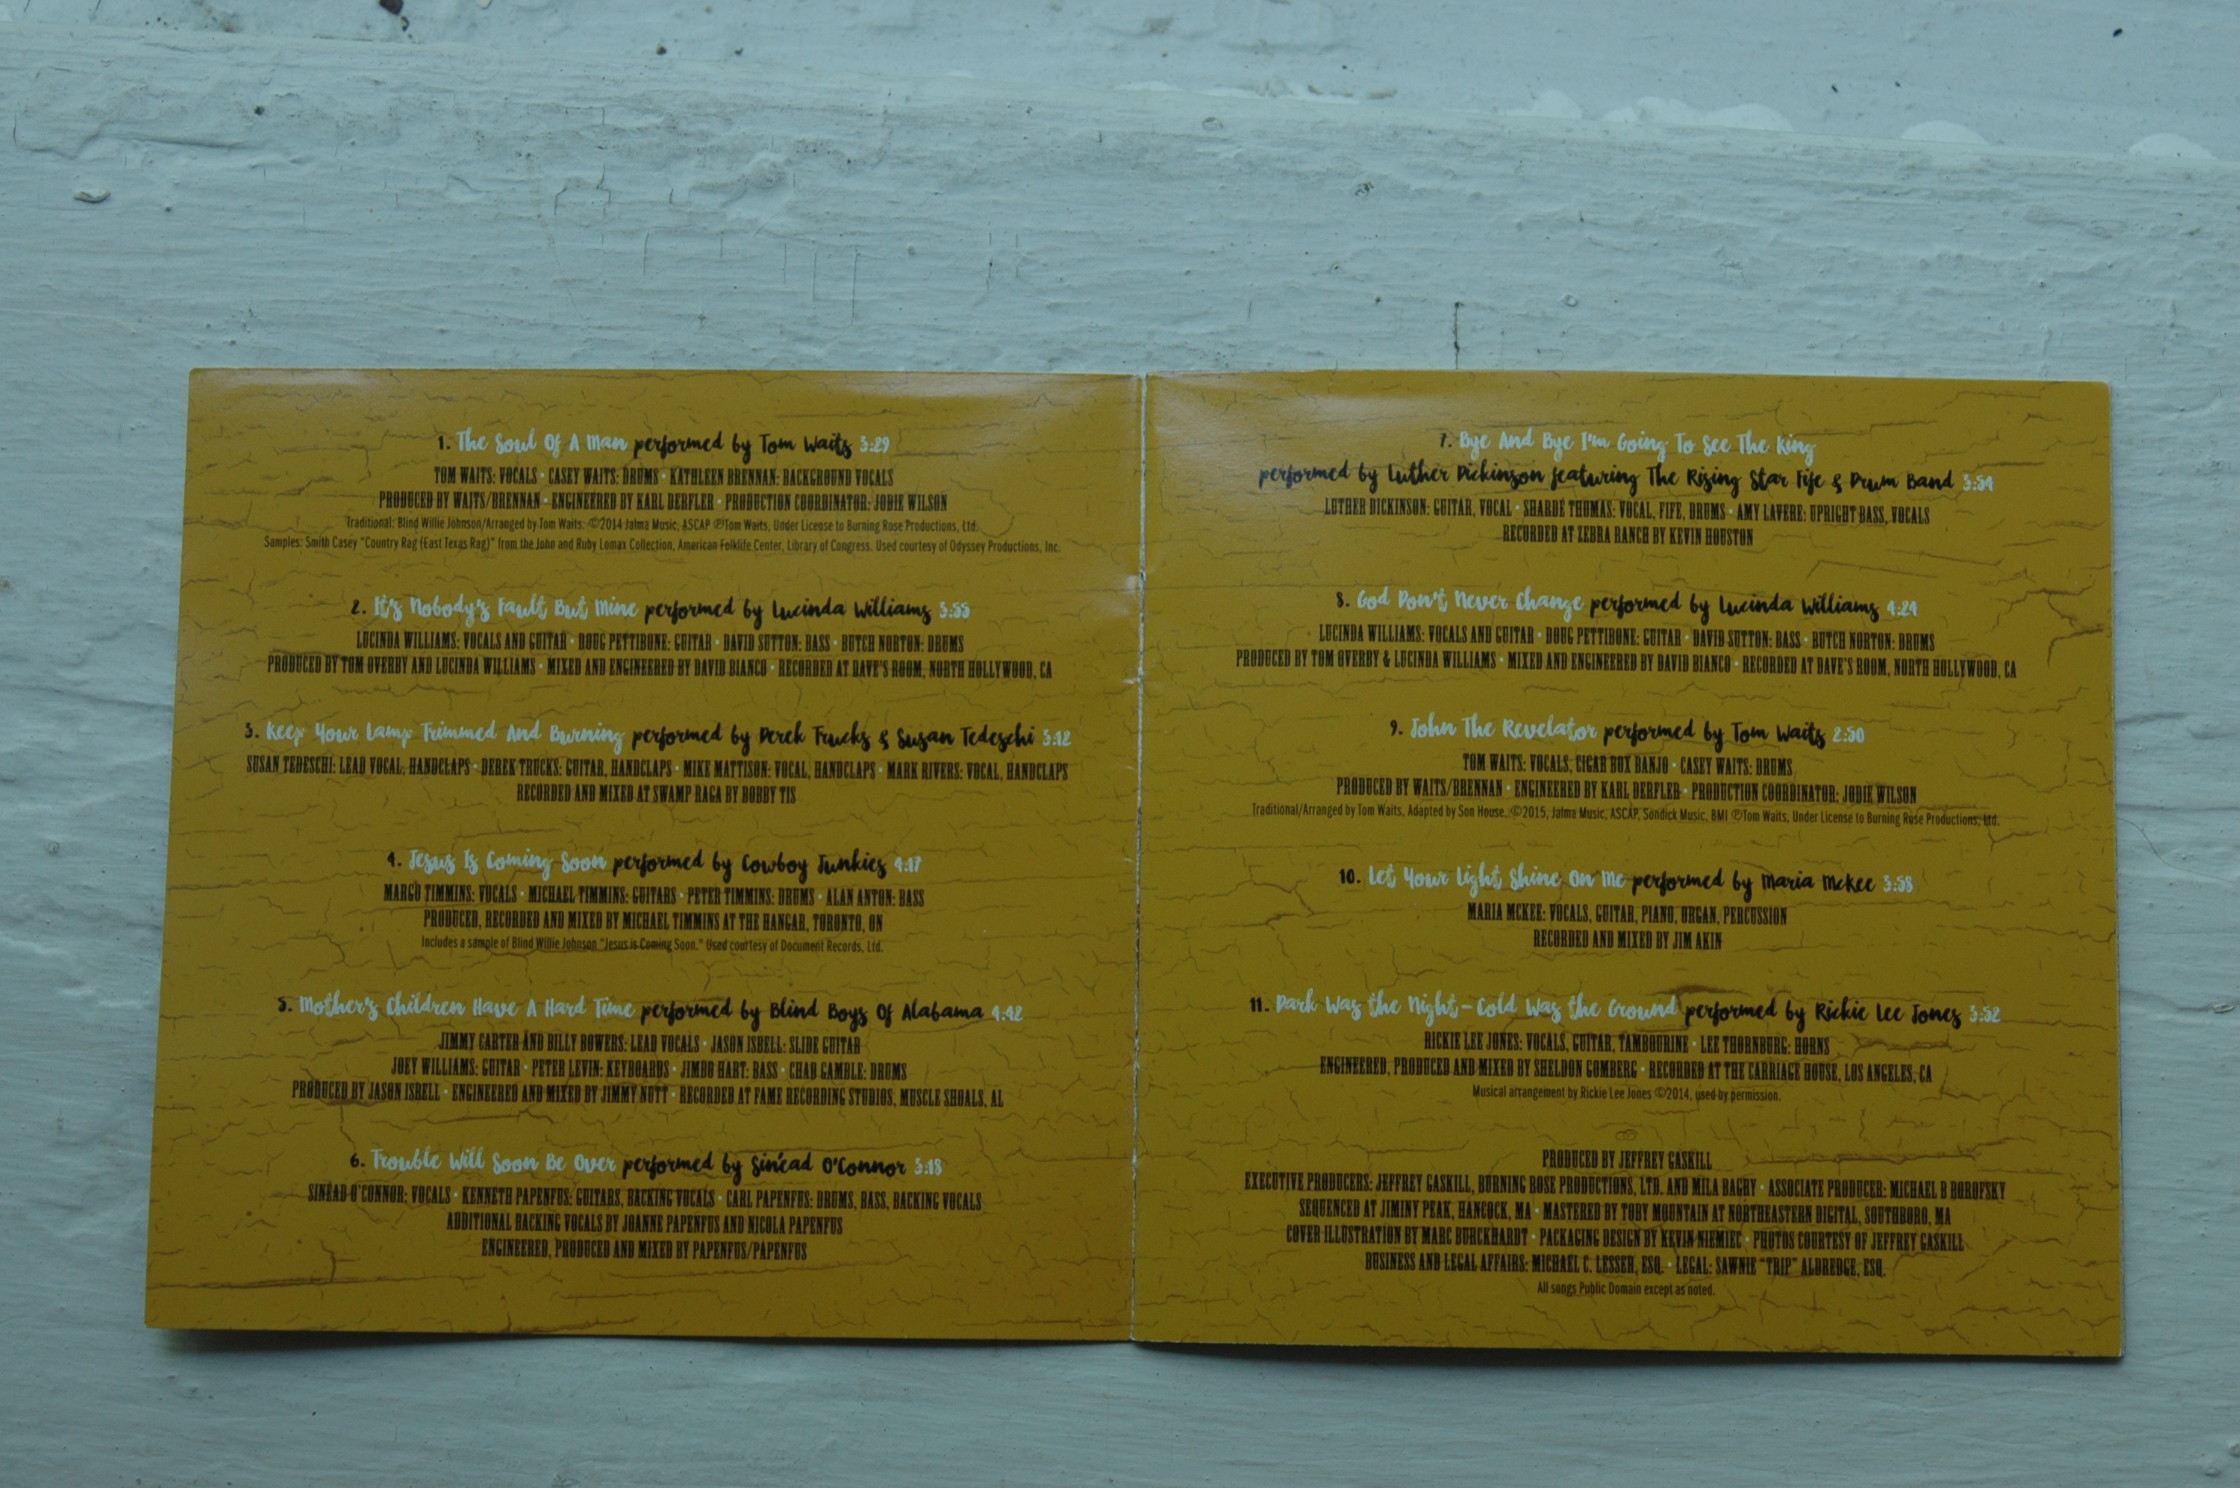 1. The Soul Of A Man performed by Tom Waits 3:29
TOM WAITS: VOCALS • CASEY WAITS: DRUMS • KATHLEEN BRENNAN: BACKGROUND VOCALS
PRODUCED BY WAITS/BRENNAN • ENGINEERED BY KARL DERFLER • PRODUCTION COORDINATOR: JODIE WILSON
Traditional: Blind Willie Johnson/Arranged by Tom Waits. ©2014 Jalma Music, ASCAP ℗Tom Waits, Under License to Burning Rose Productions, Ltd.
Samples: Smith Casey "Country Rag (East Texas Rag)" from the John and Ruby Lomax Collection, American Folklife Center, Library of Congress. Used courtesy of Odyssey Productions, Inc.
2. It's Nobody's Fault But Mine performed by Lucinda Williams 3:55
LUCINDA WILLIAMS: VOCALS AND GUITAR • DOUG PETTIBONE: GUITAR • DAVID SUTTON: BASS • BUTCH NORTON: DRUMS
PRODUCED BY TOM OVERBY AND LUCINDA WILLIAMS • MIXED AND ENGINEERED BY DAVID BIANCO • RECORDED AT DAVE'S ROOM, NORTH HOLLYWOOD, CA
3. Keep Your Lamp Trimmed And Burning performed by Derek Trucks & Susan Tedeschi 3:12
SUSAN TEDESCHI: LEAD VOCAL, HANDCLAPS • DEREK TRUCKS: GUITAR, HANDCLAPS • MIKE MATTISON: VOCAL, HANDCLAPS • MARK RIVERS: VOCAL, HANDCLAPS
RECORDED AND MIXED AT SWAMP RAGA BY BOBBY TIS
4. Jesus Is Coming Soon performed by Cowboy Junkies 4:17
MARGO TIMMINS: VOCALS • MICHAEL TIMMINS: GUITARS • PETER TIMMINS: DRUMS • ALAN ANTON: BASS
PRODUCED, RECORDED AND MIXED BY MICHAEL TIMMINS AT THE HANGAR, TORONTO, ON
Includes a sample of Blind Willie Johnson "Jesus is Coming Soon." Used courtesy of Document Records, Ltd.
5. Mother's Children Have A Hard Time performed by Blind Boys Of Alabama 4:42
JIMMY CARTER AND BILLY BOWERS: LEAD VOCALS • JASON ISBELL: SLIDE GUITAR
JOEY WILLIAMS: GUITAR • PETER LEVIN: KEYBOARDS • JIMBO HART: BASS • CHAD GAMBLE: DRUMS
PRODUCED BY JASON ISBELL • ENGINEERED AND MIXED BY JIMMY NUTT • RECORDED AT FAME RECORDING STUDIOS, MUSCLE SHOALS, AL
6. Trouble Will Soon Be Over performed by Sinéad O'Connor 3:18
SINÉAD O'CONNOR: VOCALS • KENNETH PAPENFUS: GUITARS, BACKING VOCALS • CARL PAPENFUS: DRUMS, BASS, BACKING VOCALS
ADDITIONAL BACKING VOCALS BY JOANNE PAPENFUS AND NICOLA PAPENFUS
ENGINEERED, PRODUCED AND MIXED BY PAPENFUS/PAPENFUS
7. Bye And Bye I'm Going To See The King
performed by Luther Dickinson featuring The Rising Star Fife & Drum Band 3:34
LUTHER DICKINSON: GUITAR, VOCAL • SHARDÉ THOMAS: VOCAL, FIFE, DRUMS • AMY LAVERE: UPRIGHT BASS, VOCALS
RECORDED AT ZEBRA RANCH BY KEVIN HOUSTON
8. God Don't Never Change performed by Lucinda Williams 4:24
LUCINDA WILLIAMS: VOCALS AND GUITAR • DOUG PETTIBONE: GUITAR • DAVID SUTTON: BASS • BUTCH NORTON: DRUMS
PRODUCED BY TOM OVERBY & LUCINDA WILLIAMS • MIXED AND ENGINEERED BY DAVID BIANCO • RECORDED AT DAVE'S ROOM, NORTH HOLLYWOOD, CA
9. John The Revelator performed by Tom Waits 2:50
TOM WAITS: VOCALS, CIGAR BOX BANJO • CASEY WAITS: DRUMS
PRODUCED BY WAITS/BRENNAN • ENGINEERED BY KARL DERFLER • PRODUCTION COORDINATOR: JODIE WILSON
Traditional/Arranged by Tom Waits, Adapted by Son House. ©2015, Jalma Music, ASCAP, Sondick Music, BMI ℗Tom Waits, Under License to Burning Rose Productions, Ltd.
10. Let Your Light Shine On Me performed by Maria McKee 3:58
MARIA MCKEE: VOCALS, GUITAR, PIANO, ORGAN, PERCUSSION
RECORDED AND MIXED BY JIM AKIN
11. Dark Was the Night-Cold Was the Ground performed by Rickie Lee Jones 3:52
RICKIE LEE JONES: VOCALS, GUITAR, TAMBOURINE • LEE THORNBURG: HORNS
ENGINEERED, PRODUCED AND MIXED BY SHELDON GOMBERG • RECORDED AT THE CARRIAGE HOUSE, LOS ANGELES, CA
Musical arrangement by Rickie Lee Jones ©2014, used by permission.
PRODUCED BY JEFFREY GASKILL
EXECUTIVE PRODUCERS: JEFFREY GASKILL, BURNING ROSE PRODUCTIONS, LTD. AND MILA BAGRY • ASSOCIATE PRODUCER: MICHAEL B BOROFSKY
SEQUENCED AT JIMINY PEAK, HANCOCK, MA • MASTERED BY TOBY MOUNTAIN AT NORTHEASTERN DIGITAL, SOUTHBORO, MA
COVER ILLUSTRATION BY MARC BURCKHARDT • PACKAGING DESIGN BY KEVIN NIEMIEC • PHOTOS COURTESY OF JEFFREY GASKILL
BUSINESS AND LEGAL AFFAIRS: MICHAEL C. LESSER, ESQ. • LEGAL: SAWNIE "TRIP" ALDREDGE, ESQ.
All songs Public Domain except as noted.